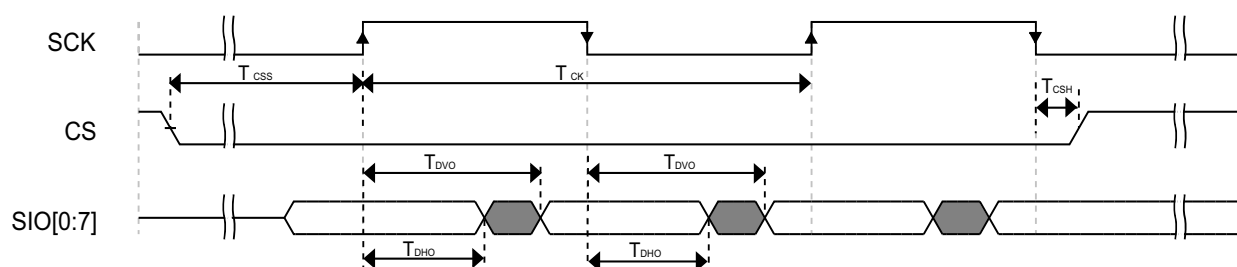 SCK
T CSS
T CK
T CSH
CS
T DVO
T DVO
SIO[0:7]
T DHO
T DHO